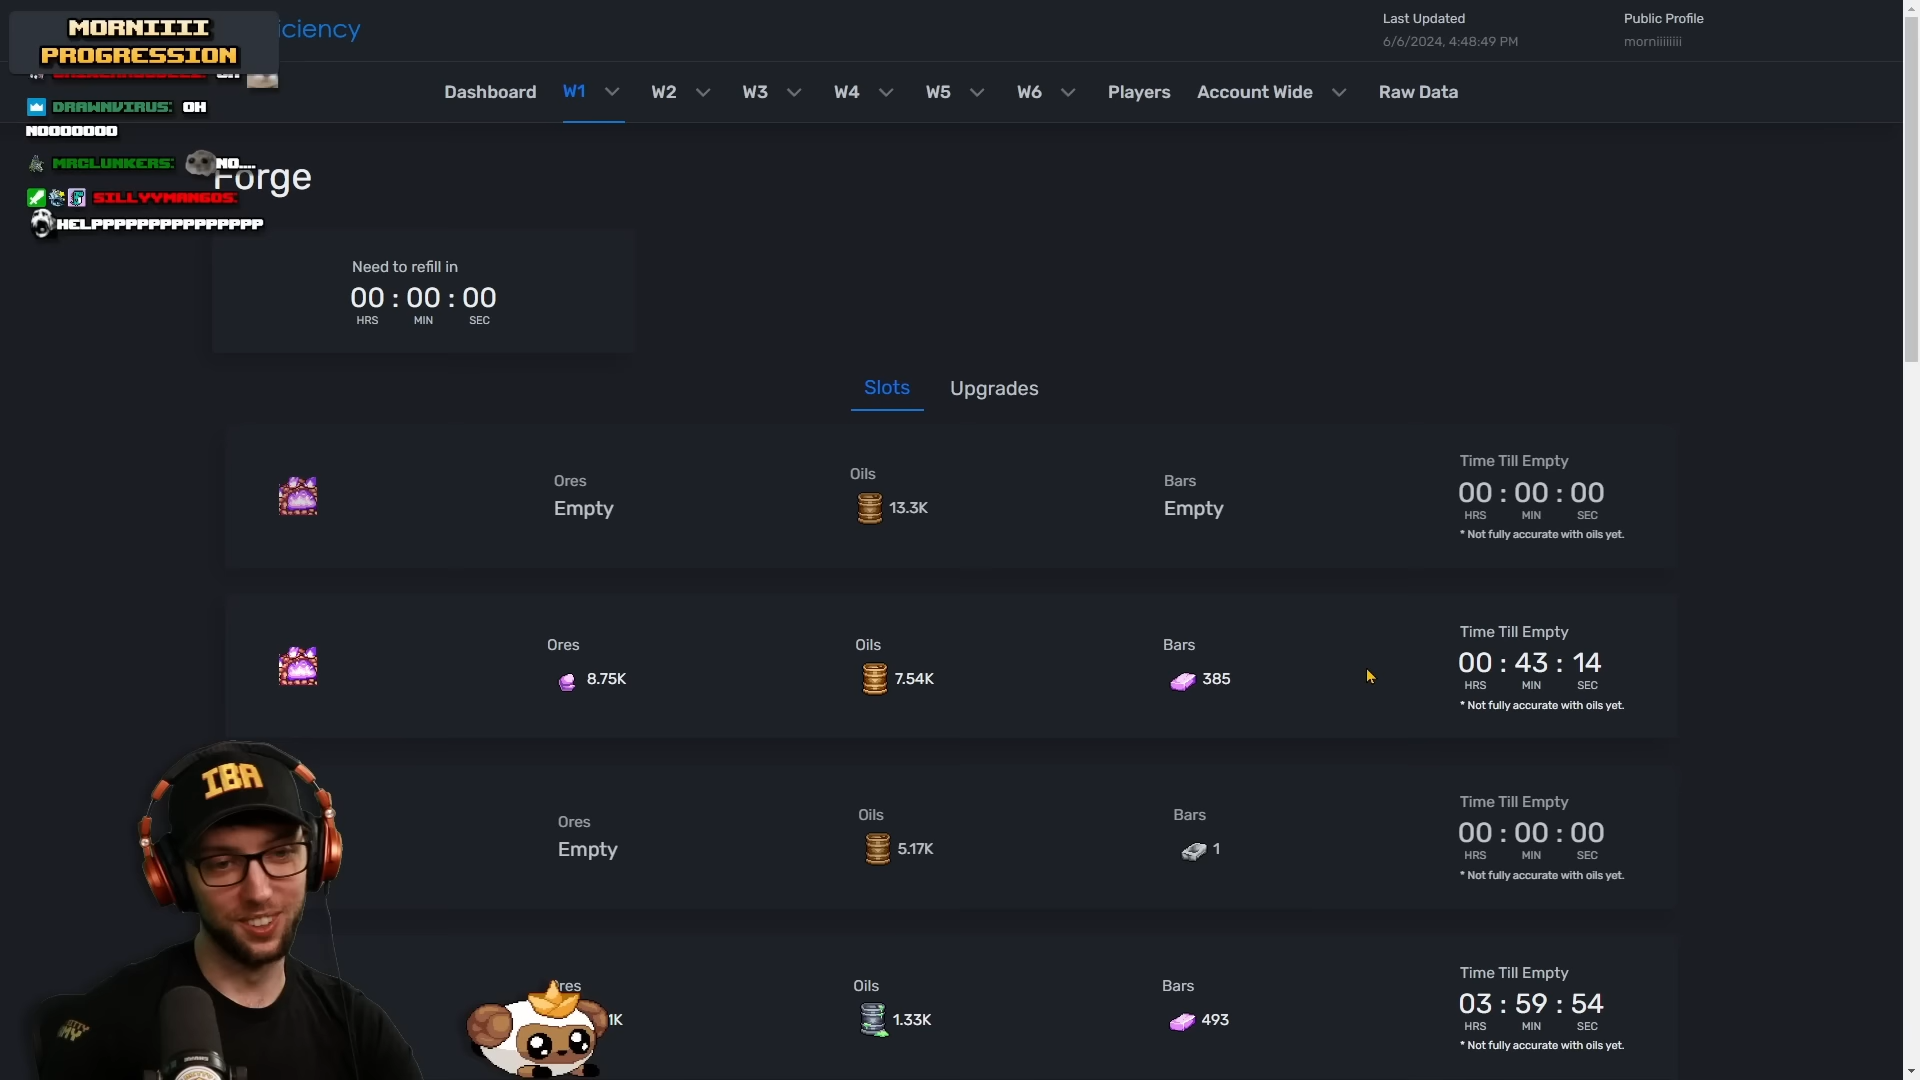 MORNIIII
PROGRESSION
iciency
Last Updated
6/6/2024, 4:48:49 PM
Public Profile
morniiiiiiii
Dashboard W1 W2 W3 W4 W5 W6 Players Account Wide Raw Data
DRAWNVIRUS: OH
NOOOOOOO
MRCLUNKERS: NO....
SILLYYMANGOS:
HELPPPPPPPPPPPPPPP
Forge
Need to refill in
00 : 00 : 00
HRS MIN SEC
Slots Upgrades
Ores
Empty
Oils
13.3K
Bars
Empty
Time Till Empty
00 : 00 : 00
HRS MIN SEC
* Not fully accurate with oils yet.
Ores
8.75K
Oils
7.54K
Bars
385
Time Till Empty
00 : 43 : 14
HRS MIN SEC
* Not fully accurate with oils yet.
Ores
Empty
Oils
5.17K
Bars
1
Time Till Empty
00 : 00 : 00
HRS MIN SEC
* Not fully accurate with oils yet.
res
1K
Oils
1.33K
Bars
493
Time Till Empty
03 : 59 : 54
HRS MIN SEC
* Not fully accurate with oils yet.
IBA